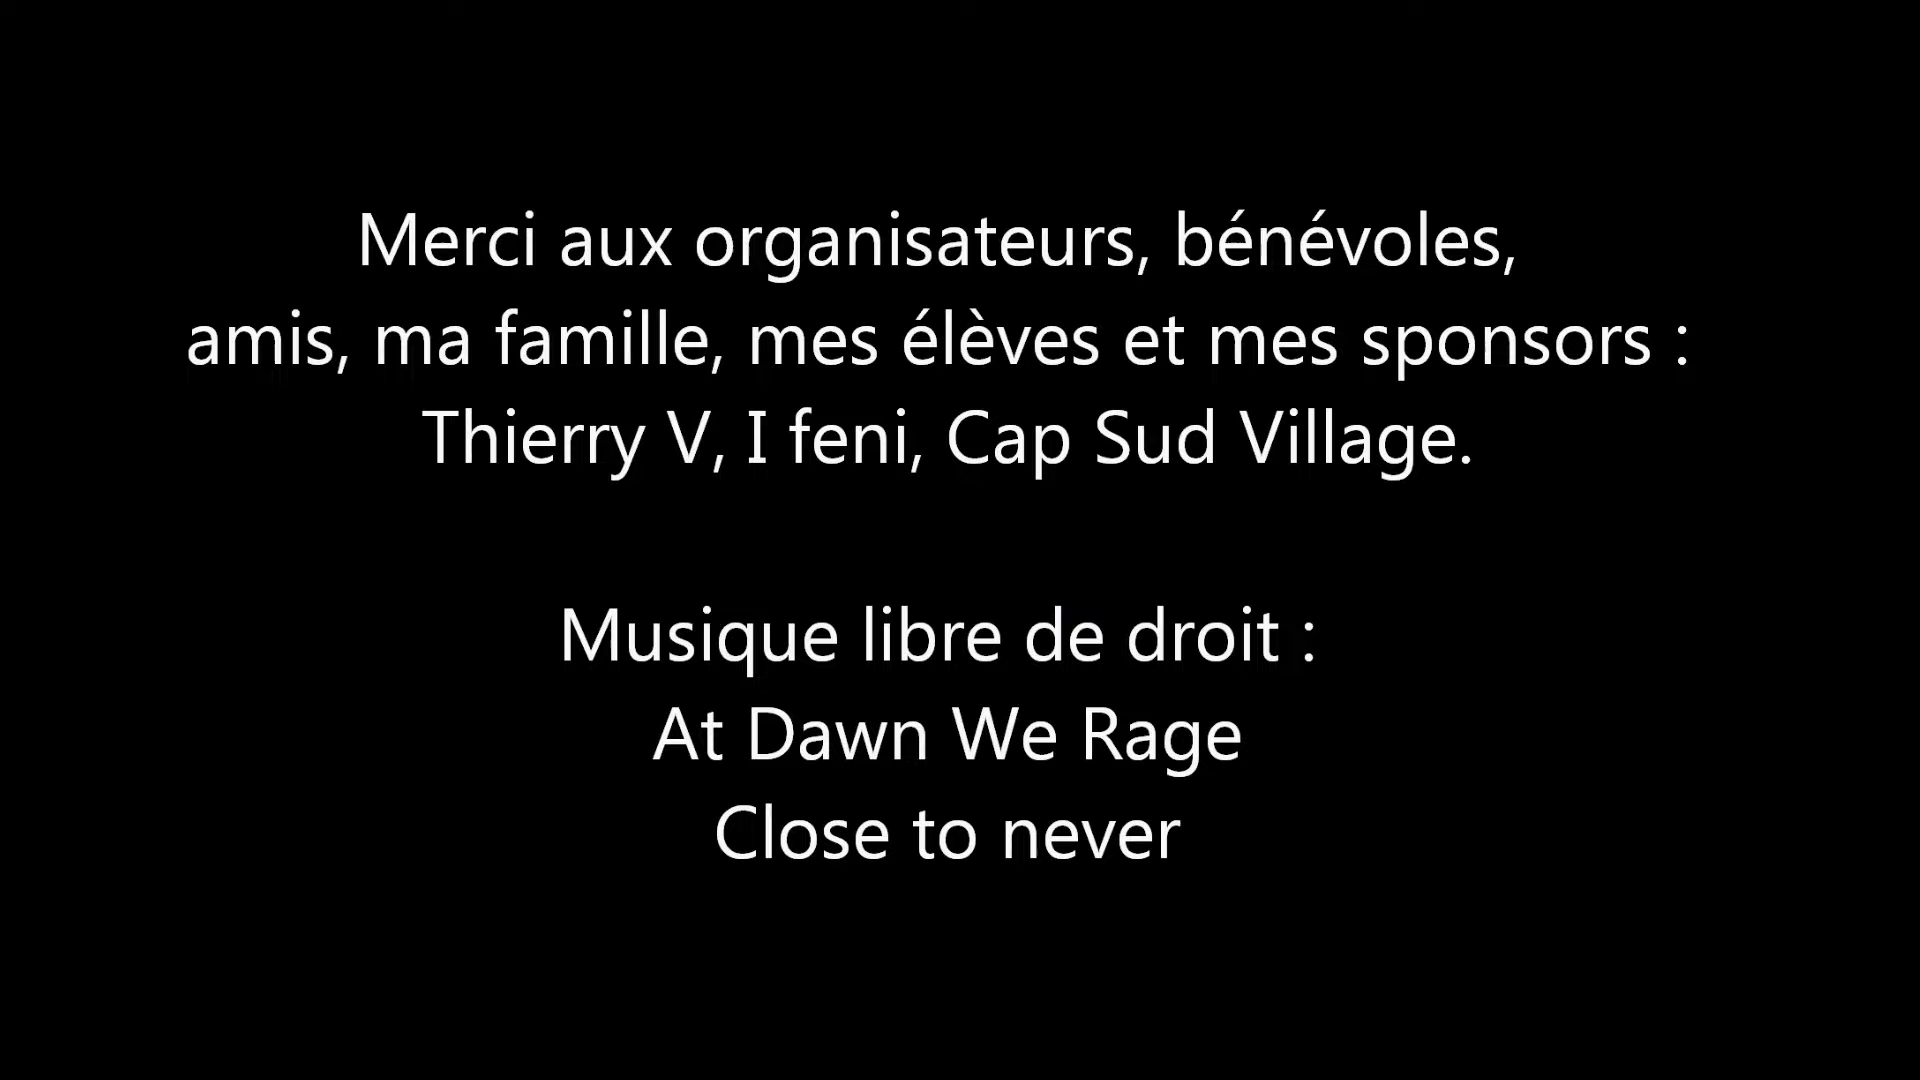 Merci aux organisateurs, bénévoles,
amis, ma famille, mes élèves et mes sponsors :
Thierry V, I feni, Cap Sud Village.
Musique libre de droit :
At Dawn We Rage
Close to never